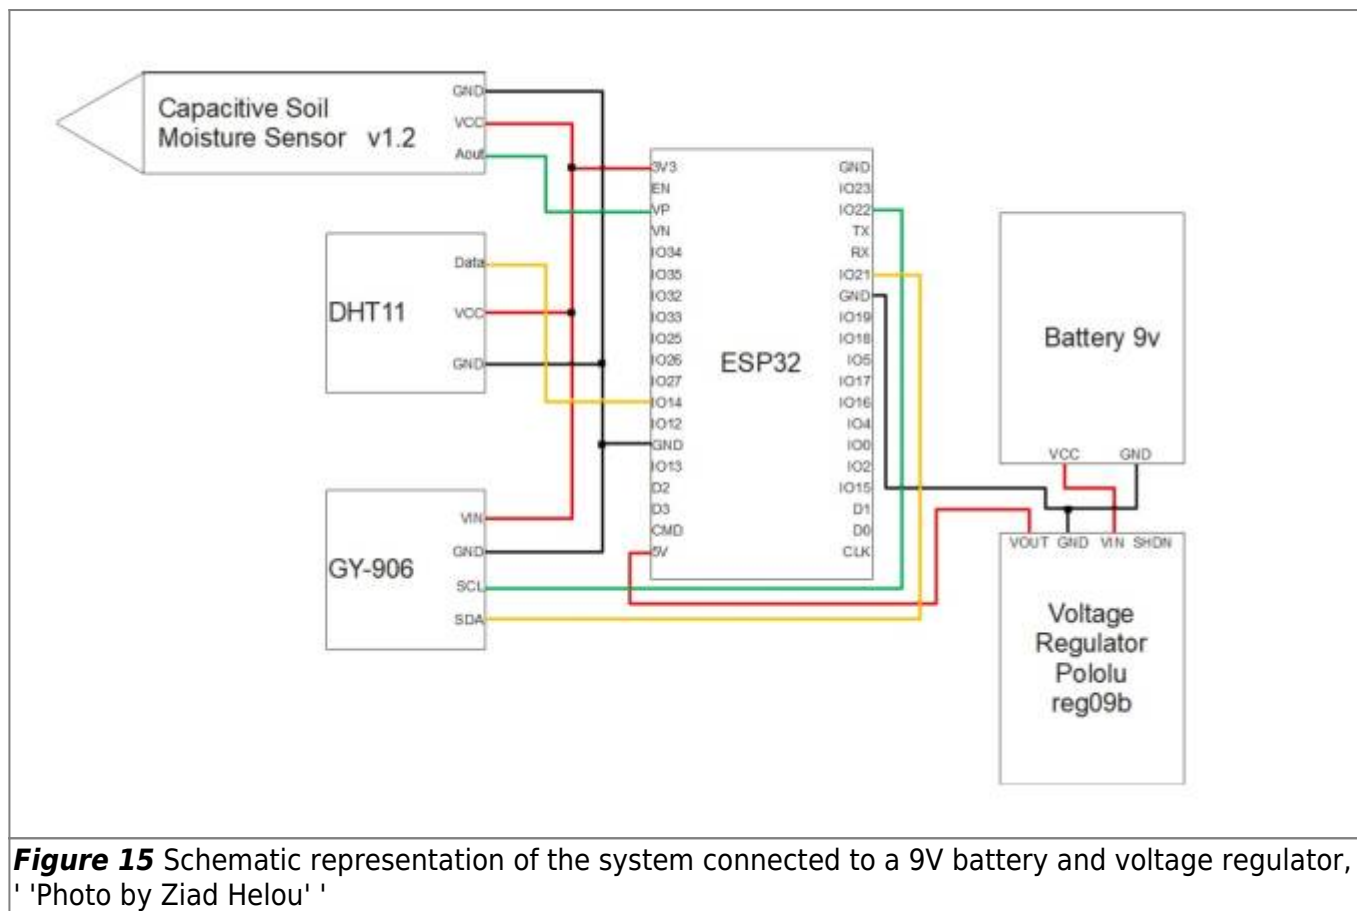 Capacitive Soil
Moisture Sensor v1.2
GND
VCC
Aout
DHT11
Data
VCC
GND
GY-906
VIN
GND
SCL
SDA
ESP32
3V3
EN
VP
VN
IO34
IO35
IO32
IO33
IO25
IO26
IO27
IO14
IO12
GND
IO13
D2
D3
CMD
5V
GND
IO23
IO22
TX
RX
IO21
GND
IO19
IO18
IO5
IO17
IO16
IO4
IO0
IO2
IO15
D1
D0
CLK
Battery 9v
VCC GND
VOUT GND VIN SHDN
Voltage
Regulator
Pololu
reg09b
Figure 15 Schematic representation of the system connected to a 9V battery and voltage regulator,
' 'Photo by Ziad Helou' '